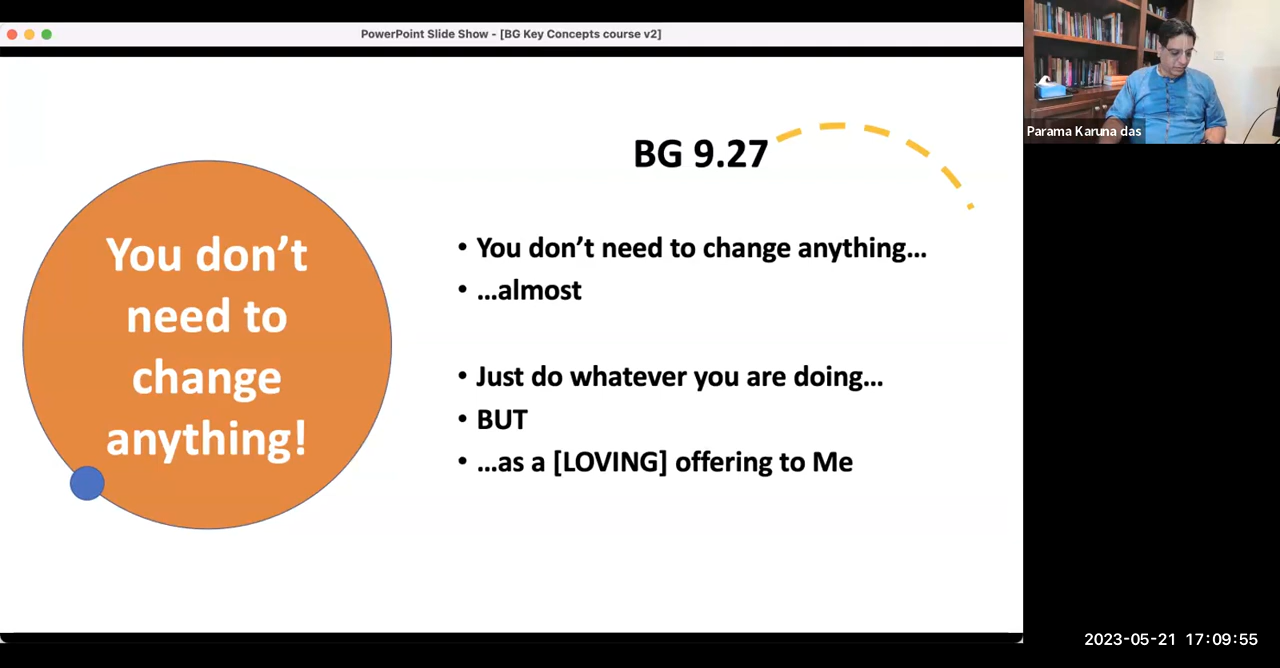 PowerPoint Slide Show - [BG Key Concepts course v2]
Parama Karuna das
BG 9.27
You don’t
need to
change
anything!
• You don’t need to change anything…
• …almost
• Just do whatever you are doing…
• BUT
• …as a [LOVING] offering to Me
2023-05-21 17:09:55